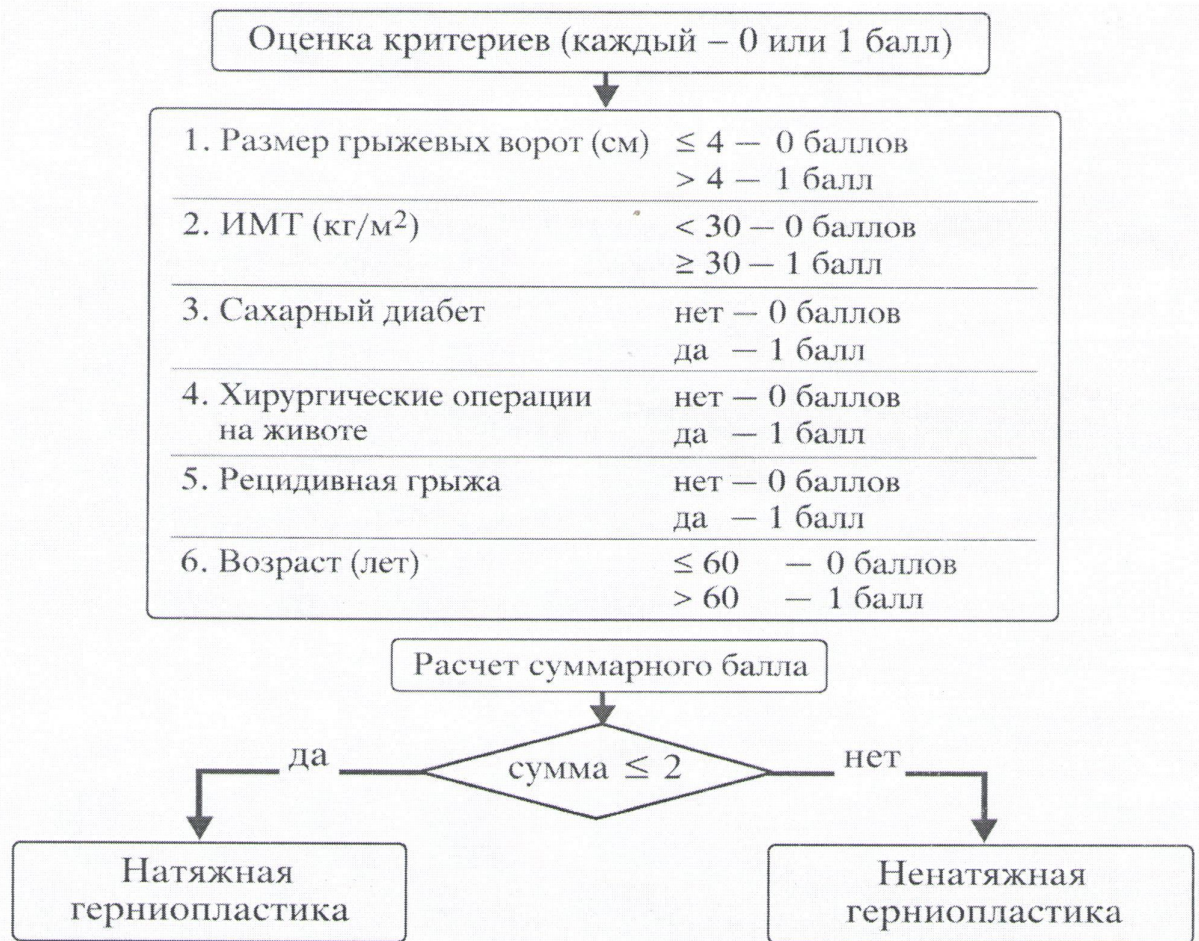 Оценка критериев (каждый – 0 или 1 балл)
1. Размер грыжевых ворот (см) ≤ 4 – 0 баллов
> 4 – 1 балл
2. ИМТ (кг/м²) < 30 – 0 баллов
≥ 30 – 1 балл
3. Сахарный диабет нет – 0 баллов
да – 1 балл
4. Хирургические операции нет – 0 баллов
на животе да – 1 балл
5. Рецидивная грыжа нет – 0 баллов
да – 1 балл
6. Возраст (лет) ≤ 60 – 0 баллов
> 60 – 1 балл
Расчет суммарного балла
да сумма ≤ 2 нет
Натяжная
герниопластика
Ненатяжная
герниопластика